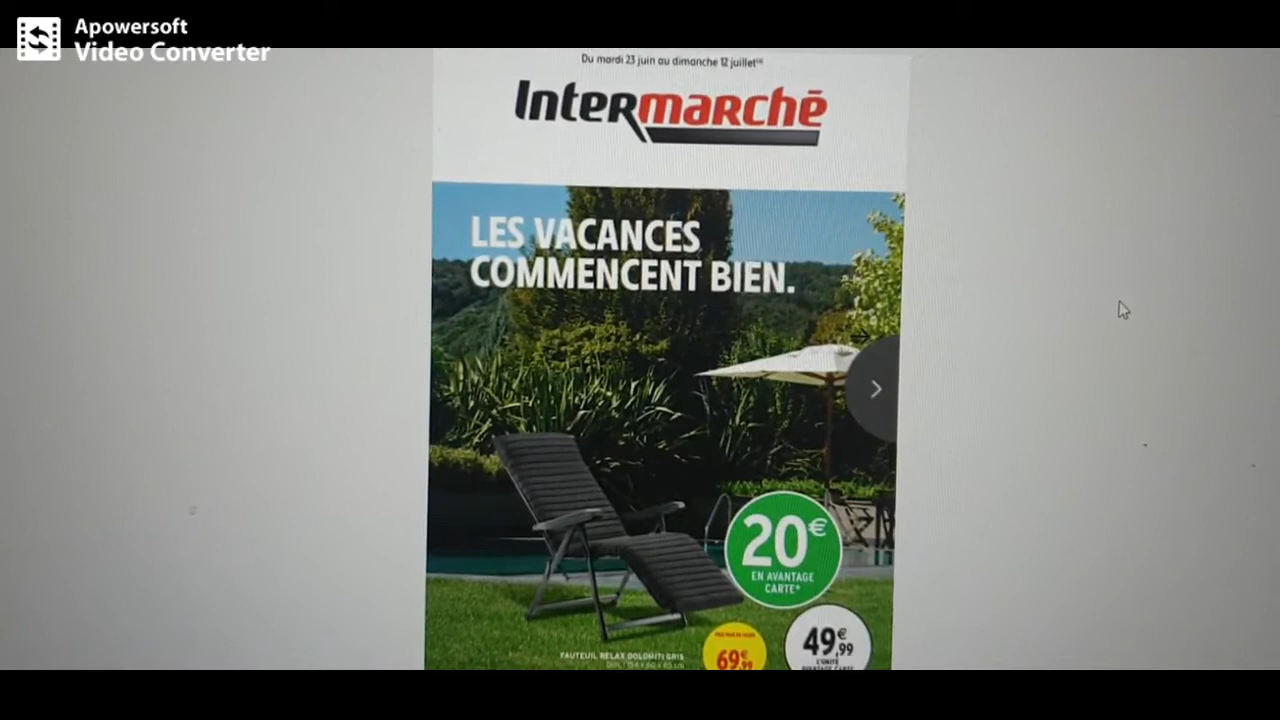 Apowersoft
Video Converter
Du mardi 23 juin au dimanche 12 juillet
Intermarché
LES VACANCES
COMMENCENT BIEN.
20€
EN AVANTAGE
CARTE*
49€,99
L'UNITÉ
69€,99
FAUTEUIL RELAX DOLOMITI GRIS